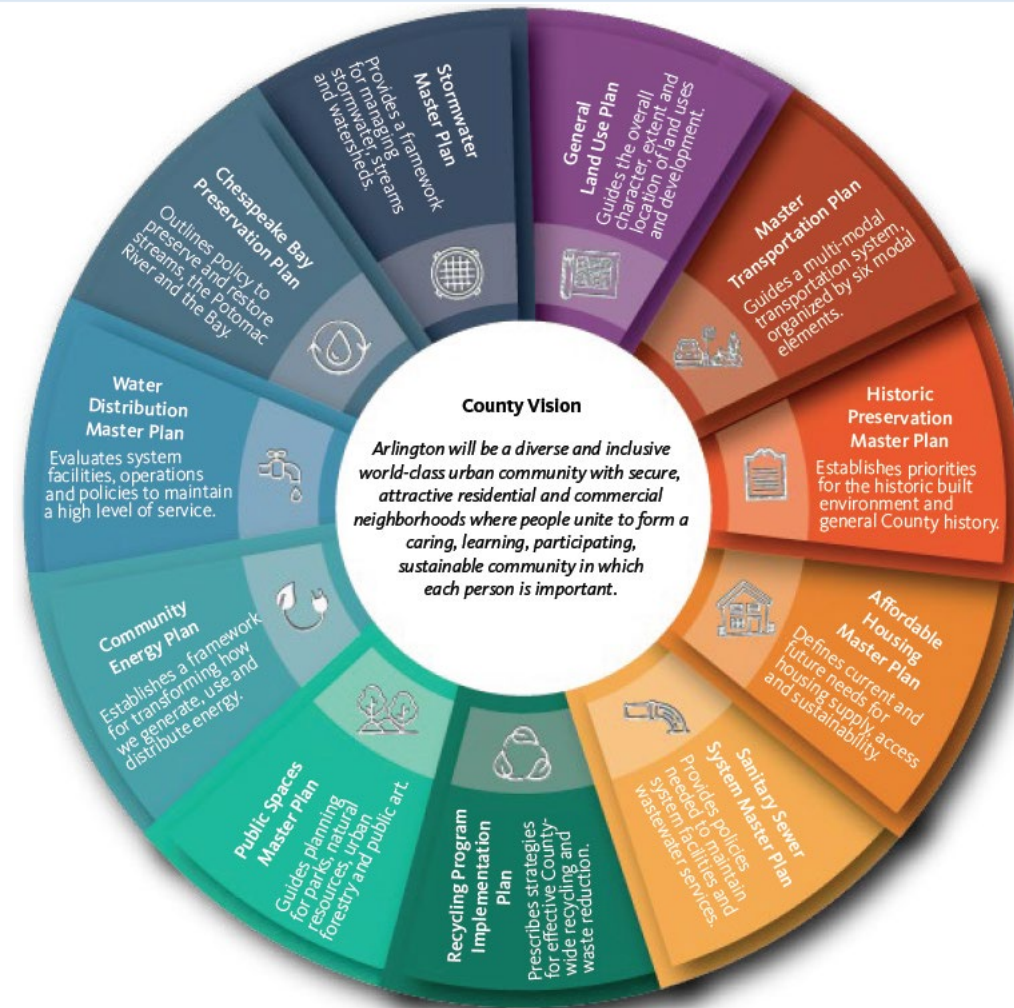 County Vision
Arlington will be a diverse and inclusive
world-class urban community with secure,
attractive residential and commercial
neighborhoods where people unite to form a
caring, learning, participating,
sustainable community in which
each person is important.
General
Land Use Plan
Guides the overall
character, extent and
location of land uses
and development.
Master
Transportation Plan
Guides a multi-modal
transportation system,
organized by six modal
elements.
Historic
Preservation
Master Plan
Establishes priorities
for the historic built
environment and
general County history.
Affordable
Housing
Master Plan
Defines current and
future needs for
housing supply, access
and sustainability.
Sanitary Sewer
System Master Plan
Provides policies
needed to maintain
system facilities and
wastewater services.
Recycling Program
Implementation
Plan
Prescribes strategies
for effective County-
wide recycling and
waste reduction.
Public Spaces
Master Plan
Guides planning
for parks, natural
resources, urban
forestry and public art.
Community
Energy Plan
Establishes a framework
for transforming how
we generate, use and
distribute energy.
Water
Distribution
Master Plan
Evaluates system
facilities, operations
and policies to maintain
a high level of service.
Chesapeake Bay
Preservation Plan
Outlines policy to
preserve and restore
streams, the Potomac
River and the Bay.
Stormwater
Master Plan
Provides a framework
for managing
stormwater, streams
and watersheds.